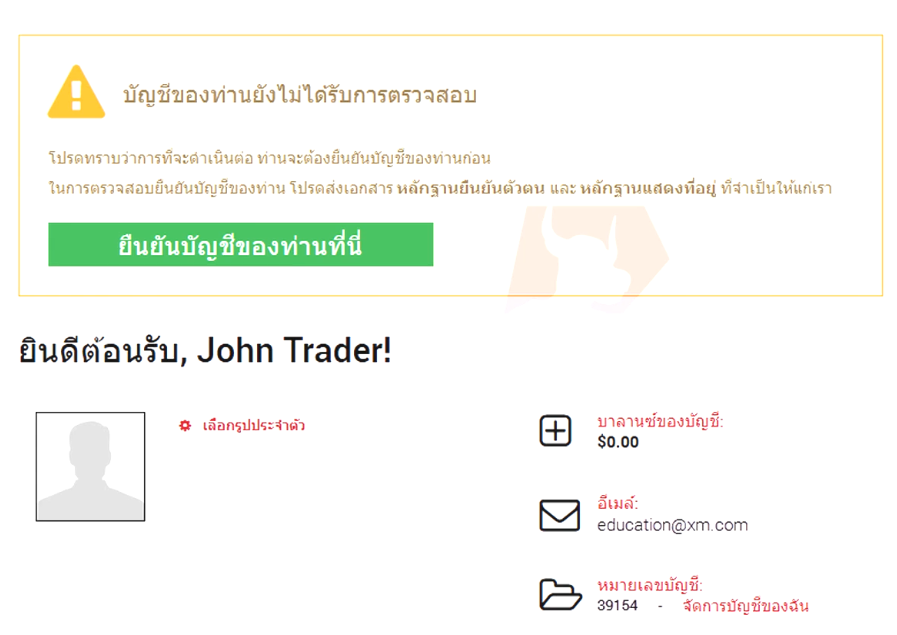 บัญชีของท่านยังไม่ได้รับการตรวจสอบ
โปรดทราบว่าการที่จะดำเนินต่อ ท่านจะต้องยืนยันบัญชีของท่านก่อน
ในการตรวจสอบยืนยันบัญชีของท่าน โปรดส่งเอกสาร หลักฐานยืนยันตัวตน และ หลักฐานแสดงที่อยู่ ที่จำเป็นให้แก่เรา
ยืนยันบัญชีของท่านที่นี่
ยินดีต้อนรับ, John Trader!
เลือกรูปประจำตัว
บาลานซ์ของบัญชี:
$0.00
อีเมล์:
education@xm.com
หมายเลขบัญชี:
39154 - จัดการบัญชีของฉัน